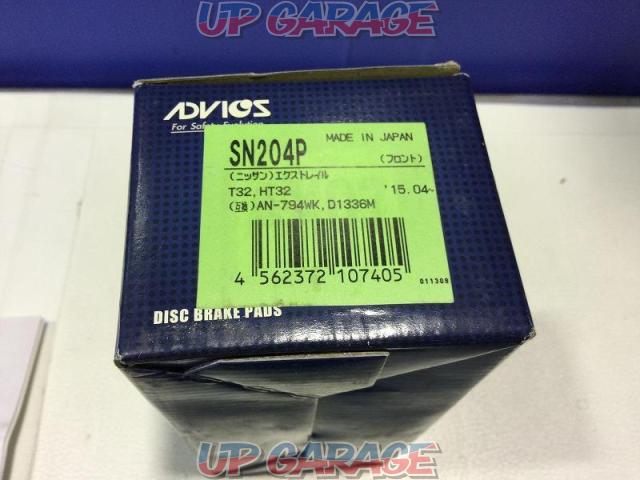 UP GARAGE
ADVICS
For Safety Evolution
SN204P
MADE IN JAPAN
(フロント)
(ニッサン)エクストレイル
T32,HT32
'15.04~
(互換)AN-794WK,D1336M
4 562372 107405
011309
DISC BRAKE PADS
UP GARAGE